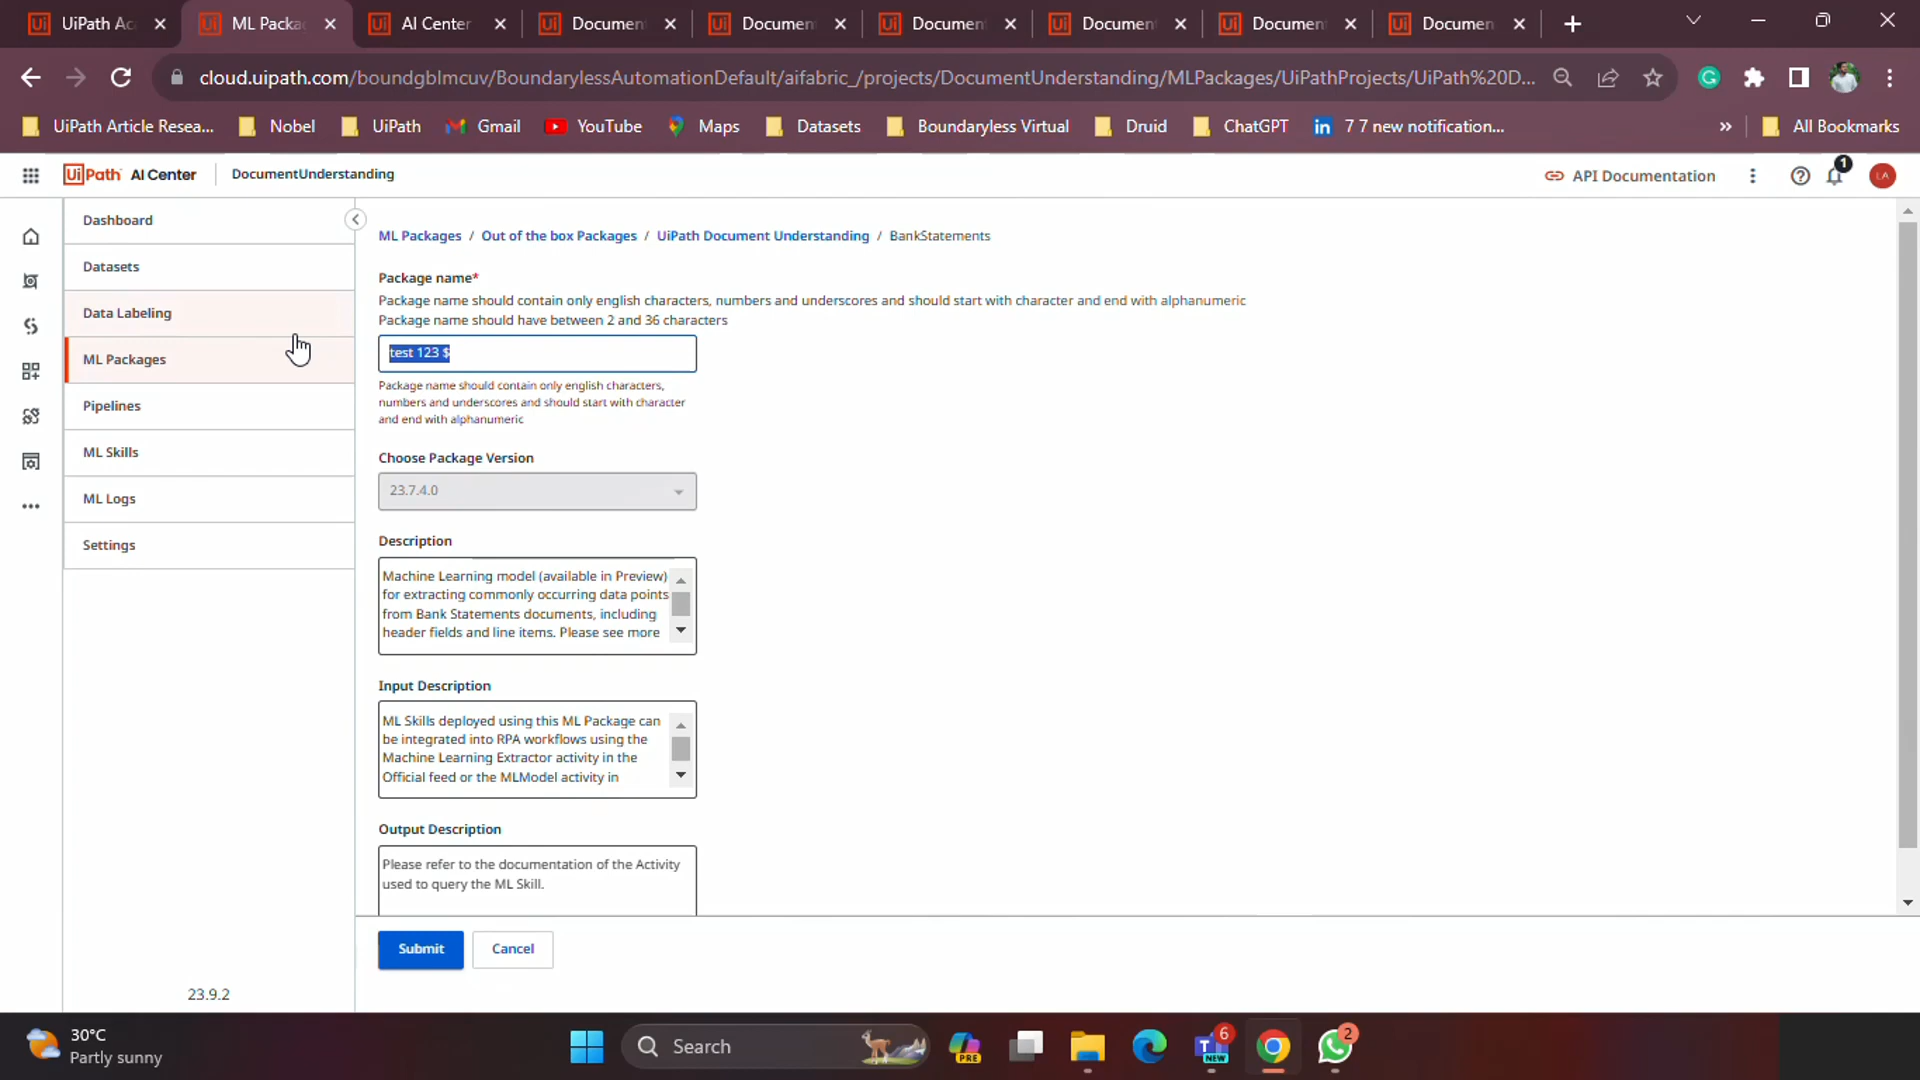 UiPath Ac
ML Packa
AI Center
Documen
Documen
Documen
Documen
Documen
Documen
cloud.uipath.com/boundgblmcuv/BoundarylessAutomationDefault/aifabric_/projects/DocumentUnderstanding/MLPackages/UiPathProjects/UiPath%20D...
UiPath Article Resea...
Nobel
UiPath
Gmail
YouTube
Maps
Datasets
Boundaryless Virtual
Druid
ChatGPT
7 7 new notification...
»
All Bookmarks
UiPath AI Center
DocumentUnderstanding
API Documentation
1
LA
Dashboard
Datasets
Data Labeling
ML Packages
Pipelines
ML Skills
ML Logs
Settings
23.9.2
ML Packages / Out of the box Packages / UiPath Document Understanding / BankStatements
Package name*
Package name should contain only english characters, numbers and underscores and should start with character and end with alphanumeric
Package name should have between 2 and 36 characters
test 123 $
Package name should contain only english characters,
numbers and underscores and should start with character
and end with alphanumeric
Choose Package Version
23.7.4.0
Description
Machine Learning model (available in Preview)
for extracting commonly occurring data points
from Bank Statements documents, including
header fields and line items. Please see more
Input Description
ML Skills deployed using this ML Package can
be integrated into RPA workflows using the
Machine Learning Extractor activity in the
Official feed or the MLModel activity in
Output Description
Please refer to the documentation of the Activity
used to query the ML Skill.
Submit
Cancel
30°C
Partly sunny
Search
PRE
6
NEW
2